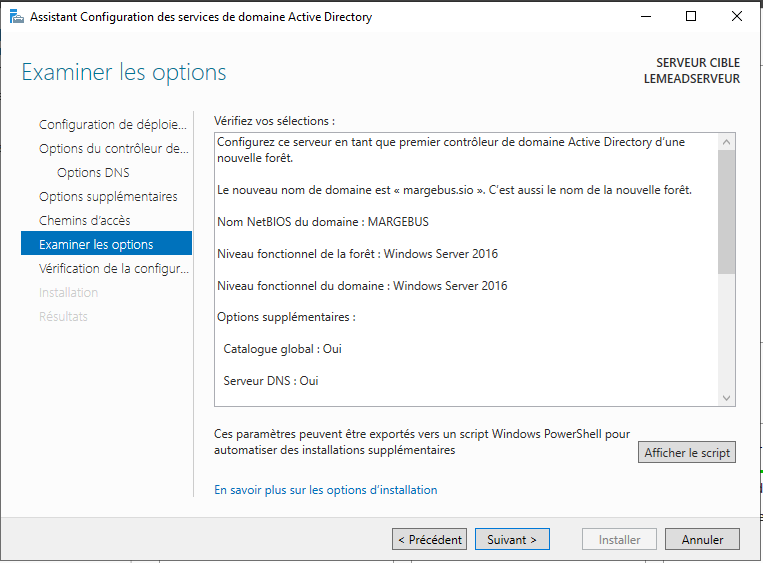 Assistant Configuration des services de domaine Active Directory
Examiner les options
SERVEUR CIBLE
LEMEADSERVEUR
Configuration de déploie...
Options du contrôleur de...
Options DNS
Options supplémentaires
Chemins d'accès
Examiner les options
Vérification de la configur...
Installation
Résultats
Vérifiez vos sélections :
Configurez ce serveur en tant que premier contrôleur de domaine Active Directory d'une
nouvelle forêt.
Le nouveau nom de domaine est « margebus.sio ». C'est aussi le nom de la nouvelle forêt.
Nom NetBIOS du domaine : MARGEBUS
Niveau fonctionnel de la forêt : Windows Server 2016
Niveau fonctionnel du domaine : Windows Server 2016
Options supplémentaires :
Catalogue global : Oui
Serveur DNS : Oui
Ces paramètres peuvent être exportés vers un script Windows PowerShell pour
automatiser des installations supplémentaires
Afficher le script
En savoir plus sur les options d'installation
< Précédent
Suivant >
Installer
Annuler